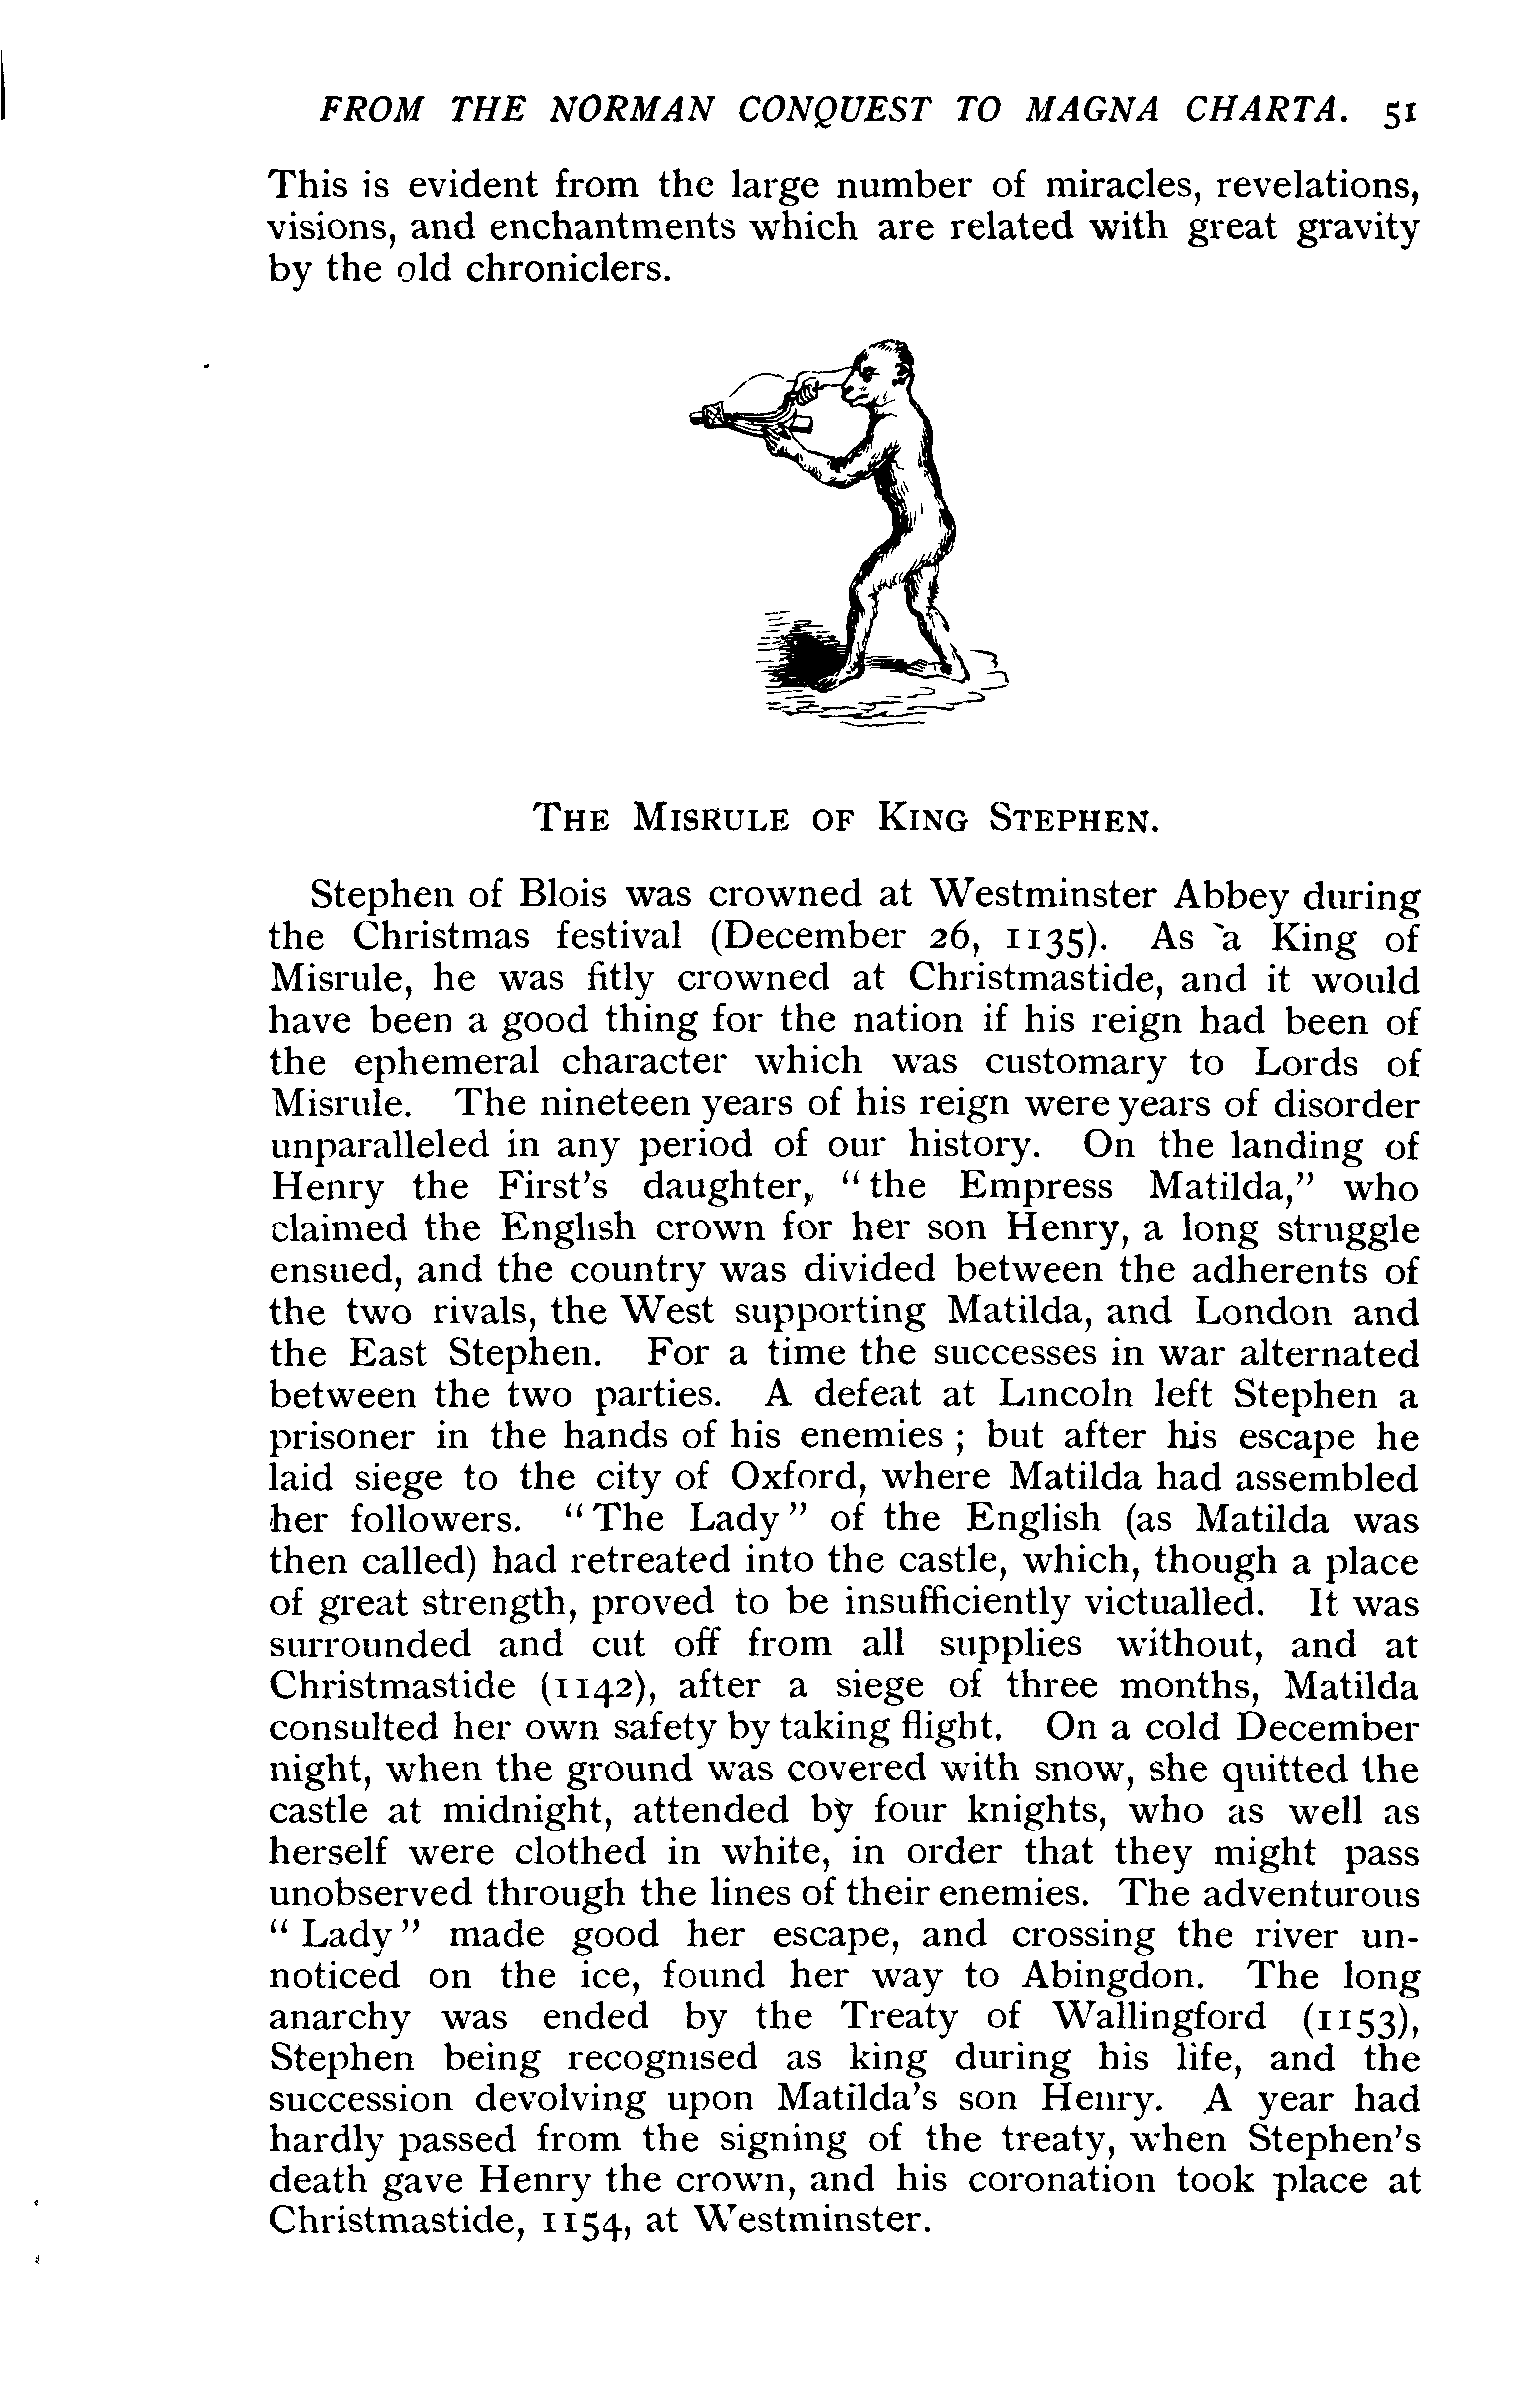 FROM THE NORMAN CONQUEST TO MAGNA CHARTA. 51
This is evident from the large number of miracles, revelations,
visions, and enchantments which are related with great gravity
by the old chroniclers.
THE MISRULE OF KING STEPHEN.
Stephen of Blois was crowned at Westminster Abbey during
the Christmas festival (December 26, 1135). As a King of
Misrule, he was fitly crowned at Christmastide, and it would
have been a good thing for the nation if his reign had been of
the ephemeral character which was customary to Lords of
Misrule. The nineteen years of his reign were years of disorder
unparalleled in any period of our history. On the landing of
Henry the First's daughter, "the Empress Matilda," who
claimed the English crown for her son Henry, a long struggle
ensued, and the country was divided between the adherents of
the two rivals, the West supporting Matilda, and London and
the East Stephen. For a time the successes in war alternated
between the two parties. A defeat at Lincoln left Stephen a
prisoner in the hands of his enemies ; but after his escape he
laid siege to the city of Oxford, where Matilda had assembled
her followers. "The Lady" of the English (as Matilda was
then called) had retreated into the castle, which, though a place
of great strength, proved to be insufficiently victualled. It was
surrounded and cut off from all supplies without, and at
Christmastide (1142), after a siege of three months, Matilda
consulted her own safety by taking flight. On a cold December
night, when the ground was covered with snow, she quitted the
castle at midnight, attended by four knights, who as well as
herself were clothed in white, in order that they might pass
unobserved through the lines of their enemies. The adventurous
"Lady" made good her escape, and crossing the river un-
noticed on the ice, found her way to Abingdon. The long
anarchy was ended by the Treaty of Wallingford (1153),
Stephen being recognised as king during his life, and the
succession devolving upon Matilda's son Henry. A year had
hardly passed from the signing of the treaty, when Stephen's
death gave Henry the crown, and his coronation took place at
Christmastide, 1154, at Westminster.